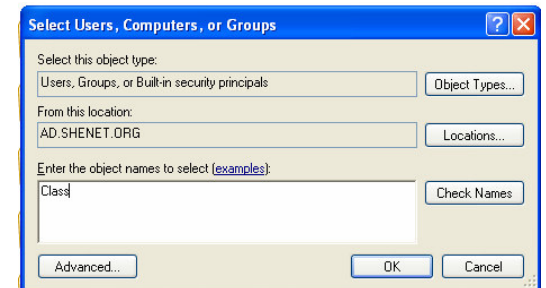 Select Users, Computers, or Groups
Select this object type:
Users, Groups, or Built-in security principals
Object Types...
From this location:
AD.SHENET.ORG
Locations...
Enter the object names to select (examples):
Class
Check Names
Advanced...
OK
Cancel